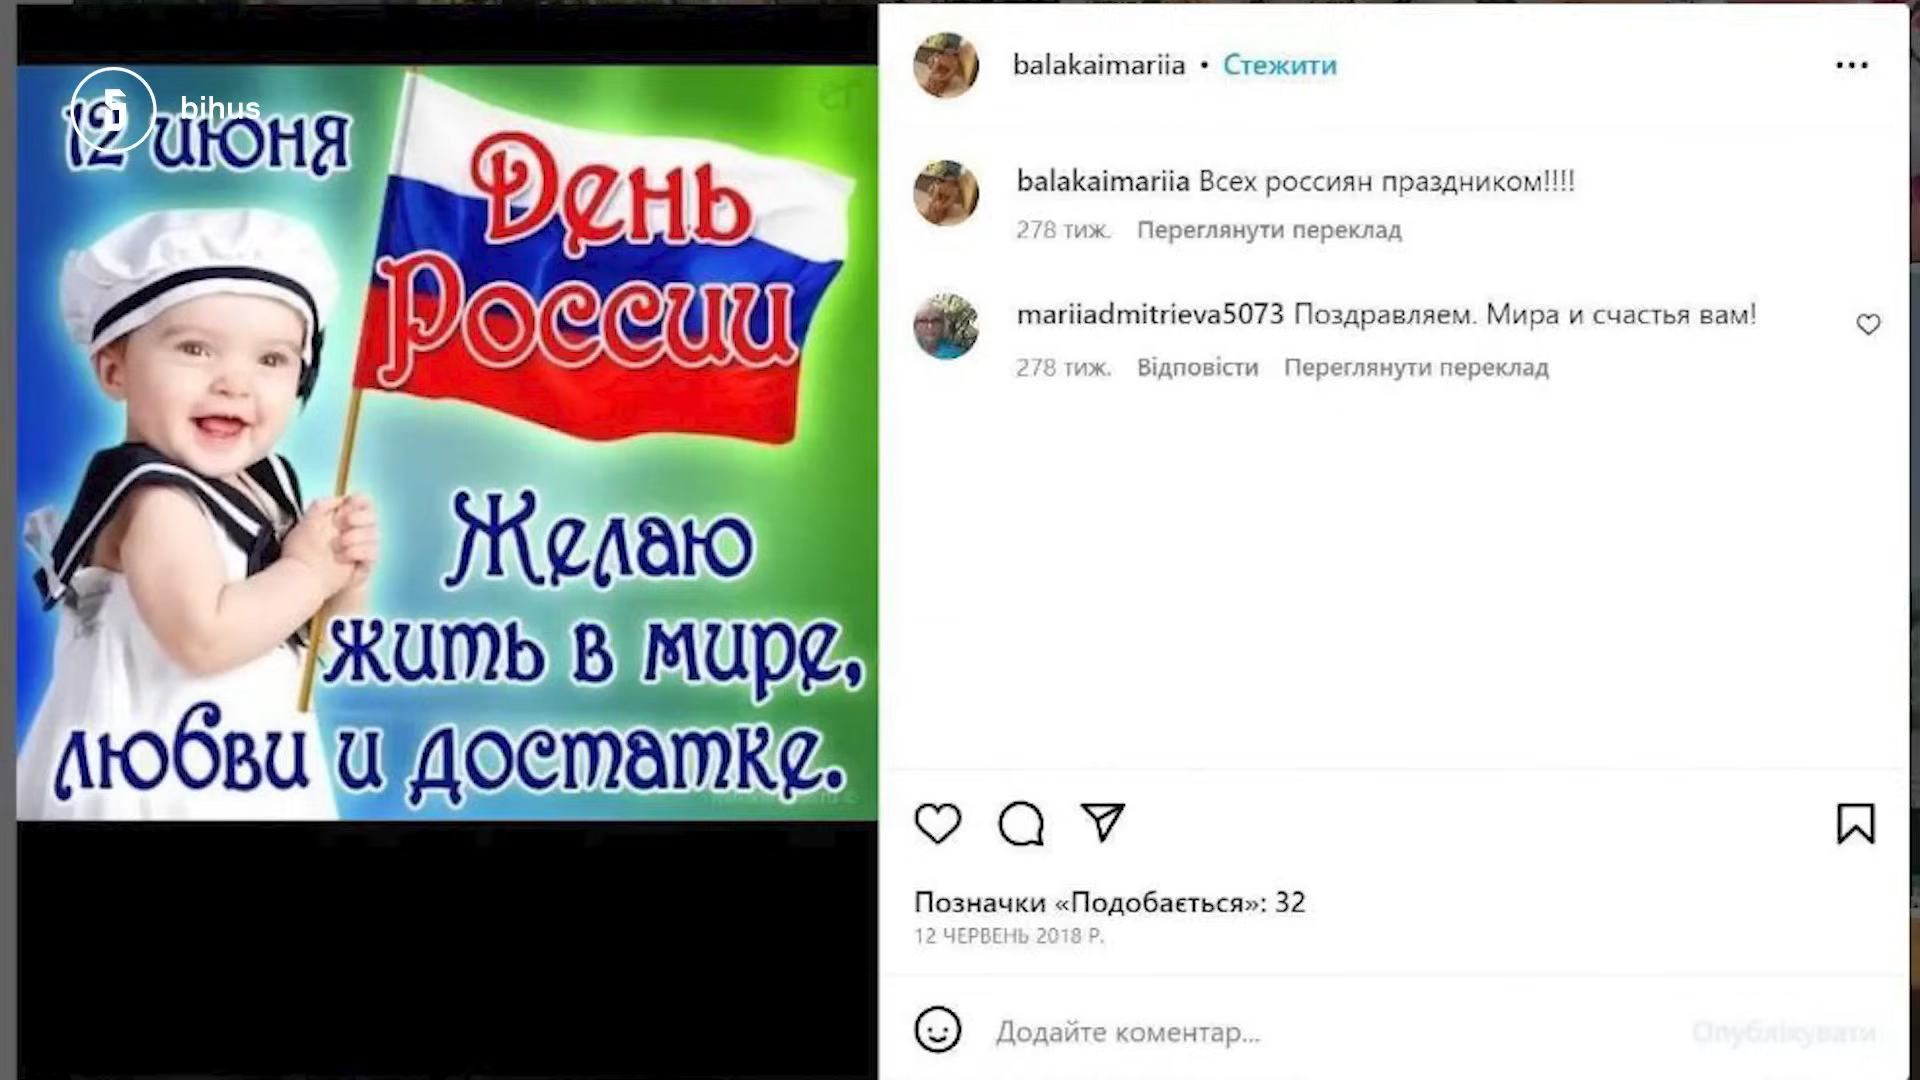 bihus
12 июня
День
России
Желаю
жить в мире,
любви и достатке.
balakaimariia • Стежити
balakaimariia Всех россиян праздником!!!!
278 тиж. Переглянути переклад
mariiadmitrieva5073 Поздравляем. Мира и счастья вам!
278 тиж. Відповісти Переглянути переклад
Позначки «Подобається»: 32
12 ЧЕРВЕНЬ 2018 Р.
Додайте коментар...
Опублікувати